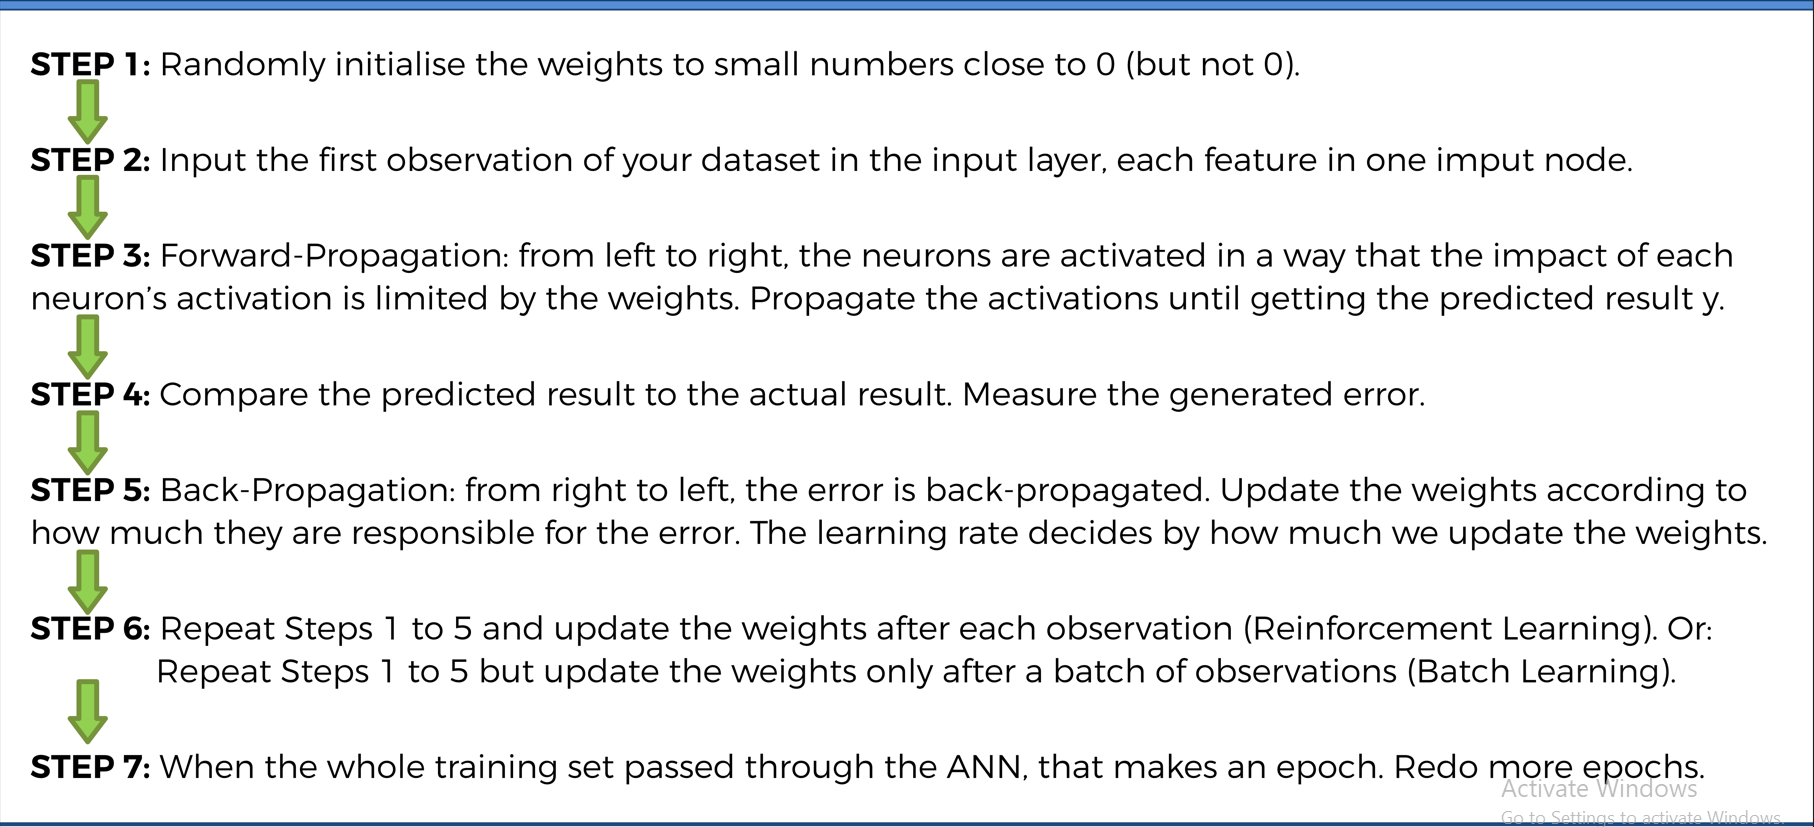 STEP 1: Randomly initialise the weights to small numbers close to 0 (but not 0).
STEP 2: Input the first observation of your dataset in the input layer, each feature in one imput node.
STEP 3: Forward-Propagation: from left to right, the neurons are activated in a way that the impact of each
neuron’s activation is limited by the weights. Propagate the activations until getting the predicted result y.
STEP 4: Compare the predicted result to the actual result. Measure the generated error.
STEP 5: Back-Propagation: from right to left, the error is back-propagated. Update the weights according to
how much they are responsible for the error. The learning rate decides by how much we update the weights.
STEP 6: Repeat Steps 1 to 5 and update the weights after each observation (Reinforcement Learning). Or:
Repeat Steps 1 to 5 but update the weights only after a batch of observations (Batch Learning).
STEP 7: When the whole training set passed through the ANN, that makes an epoch. Redo more epochs.
Activate Windows
Go to Settings to activate Windows.